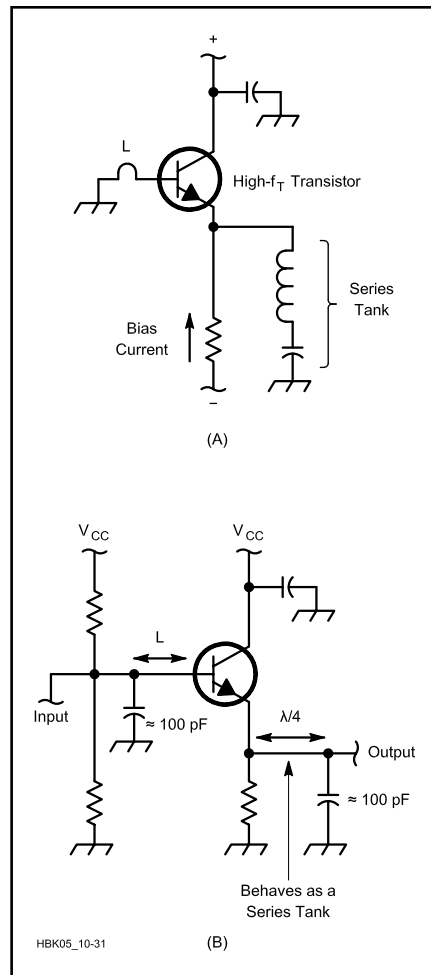 +
L
High-fT Transistor
Series
Tank
Bias
Current
–
(A)
VCC
VCC
L
λ/4
Input
≈ 100 pF
Output
≈ 100 pF
Behaves as a
Series Tank
HBK05_10-31
(B)